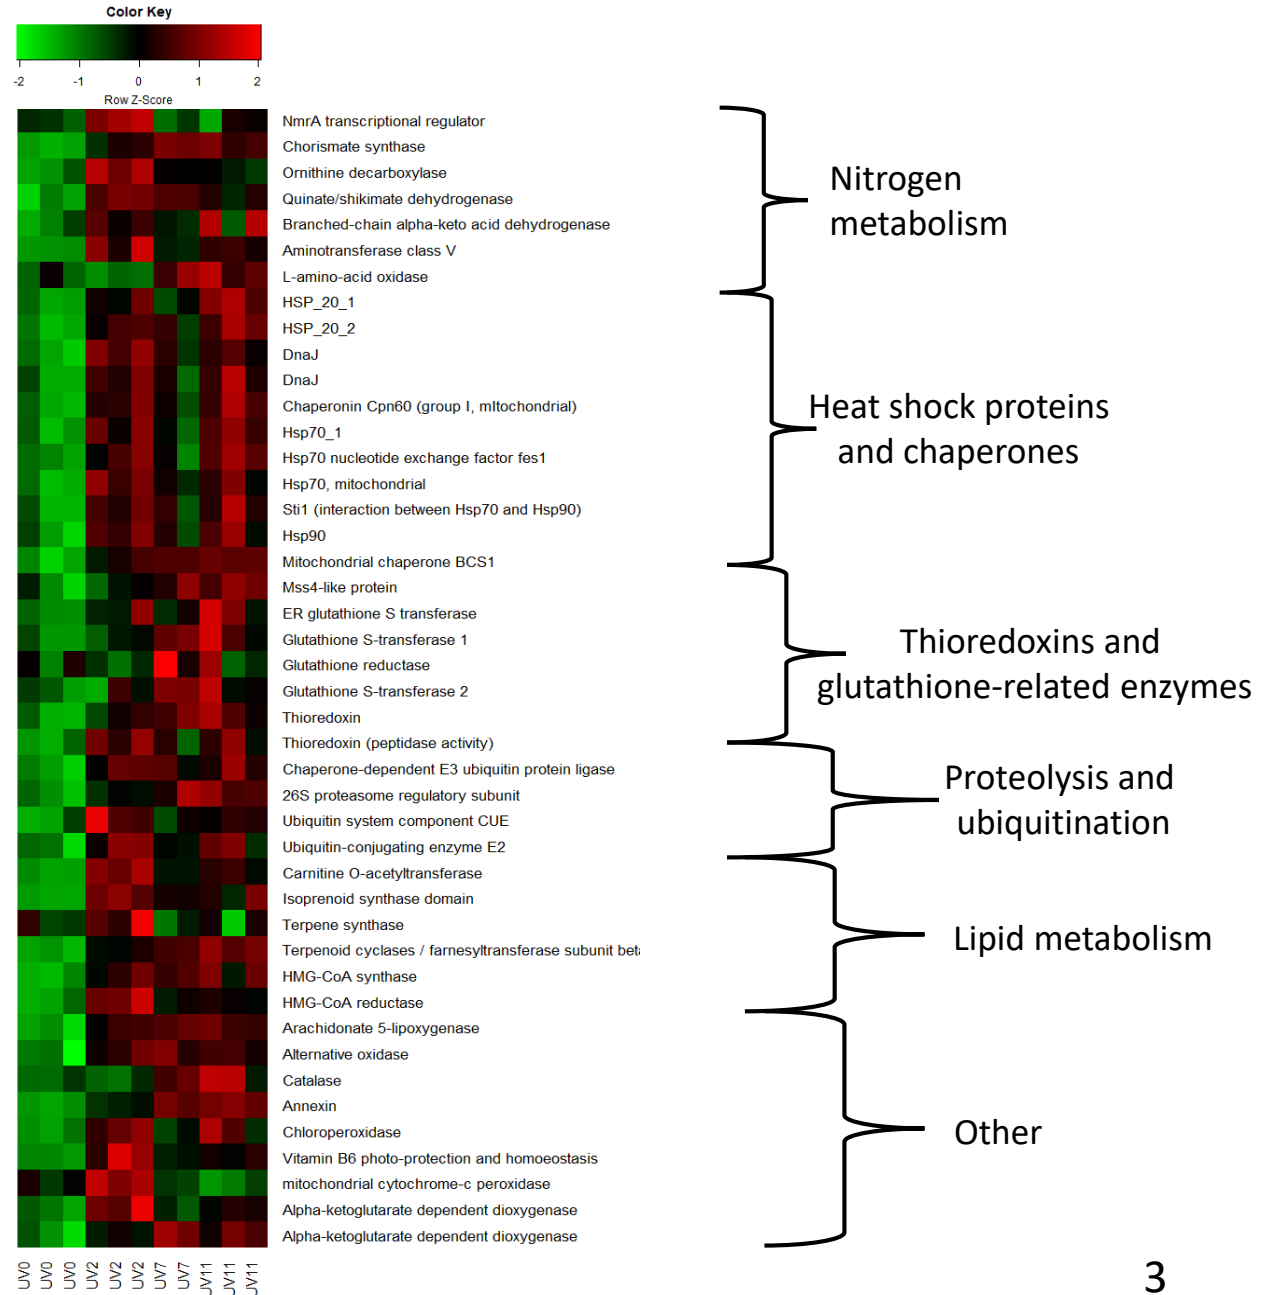 Color Key
-2 -1 0 1 2
Row Z-Score
NmrA transcriptional regulator
Chorismate synthase
Ornithine decarboxylase
Quinate/shikimate dehydrogenase
Branched-chain alpha-keto acid dehydrogenase
Aminotransferase class V
L-amino-acid oxidase
HSP_20_1
HSP_20_2
DnaJ
DnaJ
Chaperonin Cpn60 (group I, mItochondrial)
Hsp70_1
Hsp70 nucleotide exchange factor fes1
Hsp70, mitochondrial
Sti1 (interaction between Hsp70 and Hsp90)
Hsp90
Mitochondrial chaperone BCS1
Mss4-like protein
ER glutathione S transferase
Glutathione S-transferase 1
Glutathione reductase
Glutathione S-transferase 2
Thioredoxin
Thioredoxin (peptidase activity)
Chaperone-dependent E3 ubiquitin protein ligase
26S proteasome regulatory subunit
Ubiquitin system component CUE
Ubiquitin-conjugating enzyme E2
Carnitine O-acetyltransferase
Isoprenoid synthase domain
Terpene synthase
Terpenoid cyclases / farnesyltransferase subunit beta
HMG-CoA synthase
HMG-CoA reductase
Arachidonate 5-lipoxygenase
Alternative oxidase
Catalase
Annexin
Chloroperoxidase
Vitamin B6 photo-protection and homoeostasis
mitochondrial cytochrome-c peroxidase
Alpha-ketoglutarate dependent dioxygenase
Alpha-ketoglutarate dependent dioxygenase
UV0 UV0 UV0 UV2 UV2 UV2 UV7 UV7 UV11 UV11 UV11
Nitrogen
metabolism
Heat shock proteins
and chaperones
Thioredoxins and
glutathione-related enzymes
Proteolysis and
ubiquitination
Lipid metabolism
Other
3